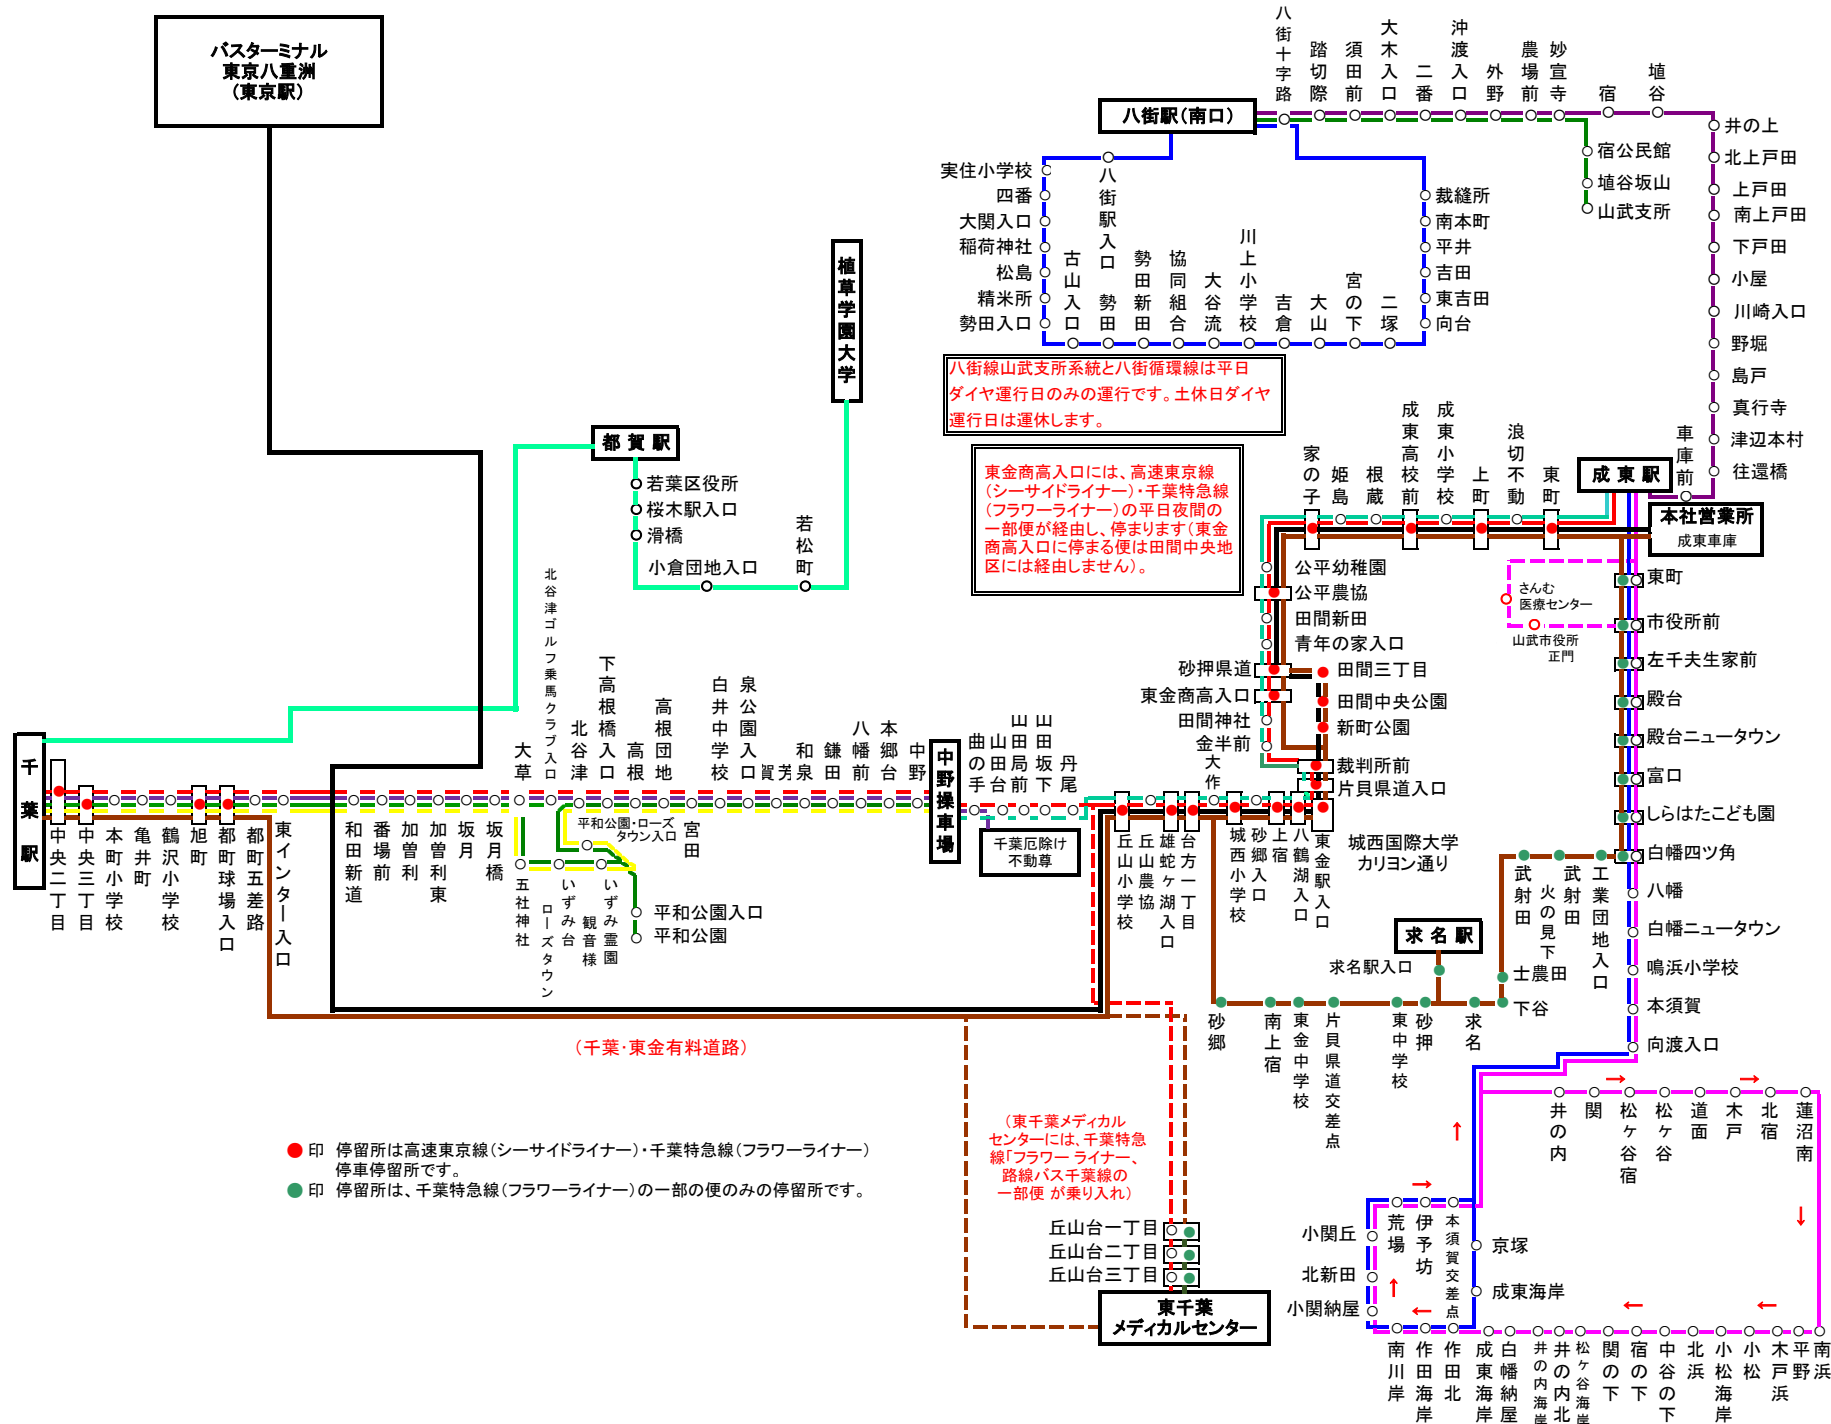 バスターミナル
東京八重洲
（東京駅）
八街駅（南口）
八街十字路
踏切際
須田前
大木入口
二番
沖渡入口
外野
農場前
妙宣寺
宿
埴谷
井の上
北上戸田
上戸田
南上戸田
下戸田
小屋
川崎入口
野堀
島戸
真行寺
津辺本村
往還橋
車庫前
宿公民館
埴谷坂山
山武支所
実住小学校
四番
大関入口
稲荷神社
松島
精米所
勢田入口
八街駅入口
古山入口
勢田
勢田新田
協同組合
大谷流
川上小学校
吉倉
大山
宮の下
二塚
裁縫所
南本町
平井
吉田
東吉田
向台
八街線山武支所系統と八街循環線は平日
ダイヤ運行日のみの運行です。土休日ダイヤ
運行日は運休します。
東金商高入口には、高速東京線
（シーサイドライナー）・千葉特急線
（フラワーライナー）の平日夜間の
一部便が経由し、停まります（東金
商高入口に停まる便は田間中央地
区には経由しません）。
植草学園大学
都賀駅
若葉区役所
桜木駅入口
滑橋
小倉団地入口
若松町
家の子
姫島
根蔵
成東高校前
成東小学校
上町
浪切不動
東町
成東駅
本社営業所
成東車庫
公平幼稚園
公平農協
田間新田
青年の家入口
砂押県道
東金商高入口
田間神社
金半前
田間三丁目
田間中央公園
新町公園
裁判所前
片貝県道入口
さんむ
医療センター
山武市役所
正門
東町
市役所前
左千夫生家前
殿台
殿台ニュータウン
富口
しらはたこども園
白幡四ツ角
八幡
白幡ニュータウン
鳴浜小学校
本須賀
向渡入口
千葉駅
中央二丁目
中央三丁目
本町小学校
亀井町
鶴沢小学校
旭町
都町球場入口
都町五差路
東インター入口
和田新道
番場前
加曽利
加曽利東
坂月
坂月橋
大草
北谷津ゴルフ乗馬クラブ入口
北谷津
下高根橋入口
高根
高根団地
白井中学校
泉公園入口
芳賀
和泉
鎌田
八幡前
本郷台
中野
平和公園・ローズ
タウン入口
宮田
五社神社
ローズタウン
いずみ台
観音様
いずみ霊園
平和公園入口
平和公園
中野操車場
曲の手
山田台
山田局前
山田坂下
丹尾
千葉厄除け
不動尊
丘山小学校
丘山農協
雄蛇ヶ湖入口
台方一丁目
大作
城西小学校
砂郷入口
上宿
八鶴湖入口
東金駅入口
城西国際大学
カリヨン通り
求名駅
求名駅入口
砂郷
南上宿
東金中学校
片貝県道交差点
東中学校
砂押
求名
下谷
士農田
武射田
火の見下
武射田
工業団地入口
（千葉・東金有料道路）
（東千葉メディカル
センターには、千葉特急
線「フラワー ライナー、
路線バス千葉線の
一部便 が乗り入れ）
丘山台一丁目
丘山台二丁目
丘山台三丁目
東千葉
メディカルセンター
印 停留所は高速東京線（シーサイドライナー）・千葉特急線（フラワーライナー）
停車停留所です。
印 停留所は、千葉特急線（フラワーライナー）の一部の便のみの停留所です。
井の内
関
松ヶ谷宿
松ヶ谷
道面
木戸
北宿
蓮沼南
小関丘
北新田
小関納屋
荒場
伊予坊
本須賀交差点
京塚
成東海岸
南川岸
作田海岸
作田北
成東海岸
白幡納屋
井の内海岸
井の内北
松ヶ谷海岸
関の下
宿の下
中谷の下
北浜
小松海岸
小松
木戸浜
平野
南浜